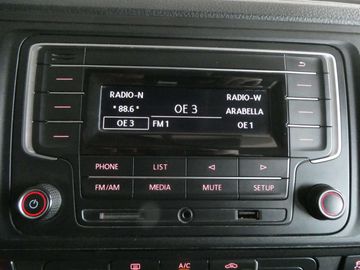 RADIO-N RADIO-W
* 88.6 * OE 3 ARABELLA
OE 3 FM 1 OE 1
PHONE LIST
FM/AM MEDIA MUTE SETUP
A/C